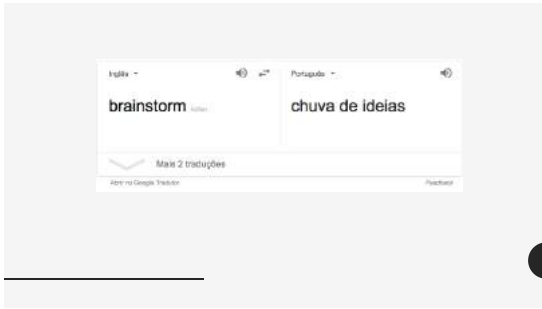 Inglês Português
brainstorm chuva de ideias
Mais 2 traduções
Abrir no Google Tradutor Feedback